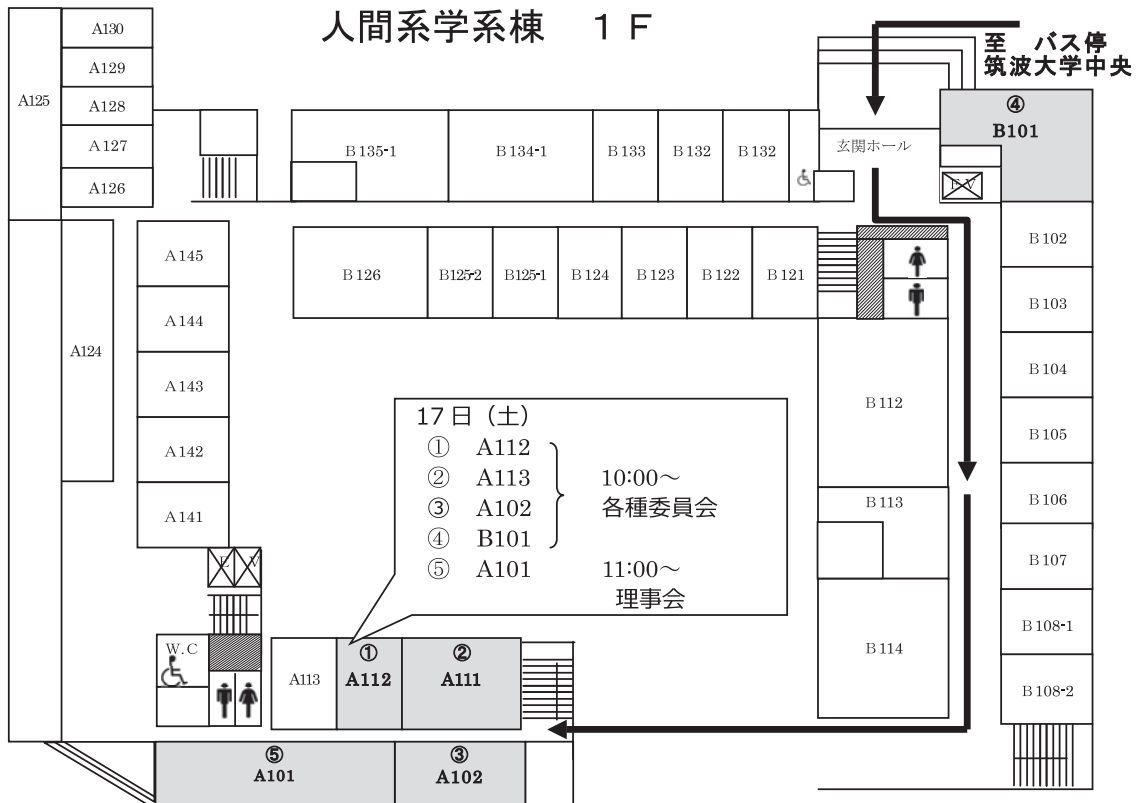 人間系学系棟　１Ｆ
至　バス停
筑波大学中央
A130
A129
A128
A127
A126
A125
B135-1
B134-1
B133
B132
B132
玄関ホール
④
B101
EV
A124
A145
A144
A143
A142
A141
B126
B125-2
B125-1
B124
B123
B122
B121
B102
B103
B104
B105
B106
B107
B108-1
B108-2
B112
B113
B114
17日（土）
①　A112
②　A113　10:00～
③　A102　各種委員会
④　B101
⑤　A101　11:00～
理事会
E V
W.C
A113
①
A112
②
A111
⑤
A101
③
A102